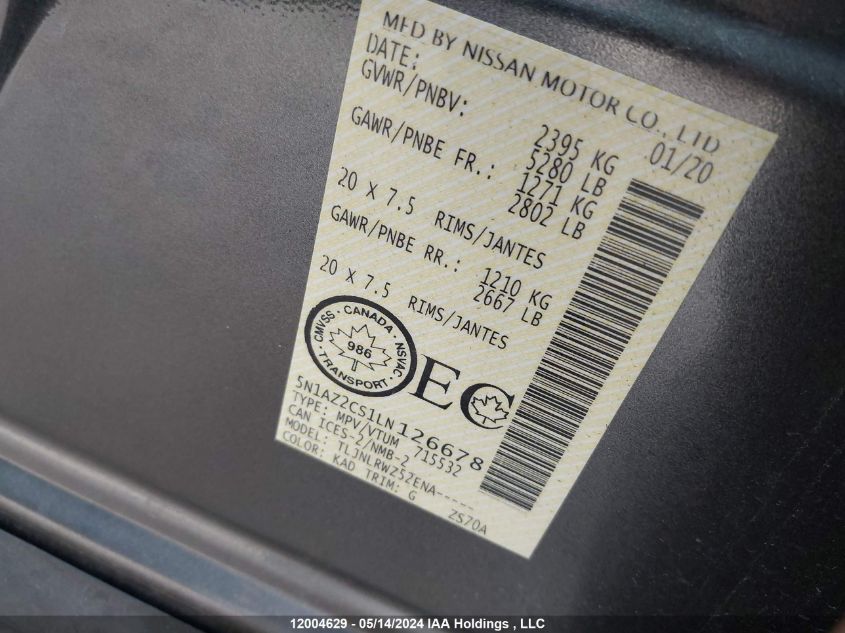 MFD BY NISSAN MOTOR CO., LTD
DATE: 01/20
GVWR/PNBV: 2395 KG
5280 LB
GAWR/PNBE FR.: 1271 KG
2802 LB
20 X 7.5 RIMS/JANTES
GAWR/PNBE RR.: 1210 KG
2667 LB
20 X 7.5 RIMS/JANTES
CANADA · NSVAC · TRANSPORT · CMVSS ·
986
EC
5N1AZ2CS1LN126678
TYPE: MPV/VTUM 715532
CAN ICES-2/NMB-2
MODEL: TLJNLRWZ52ENA-----
COLOR: KAD TRIM: G ZS70A
12004629 - 05/14/2024 IAA Holdings , LLC